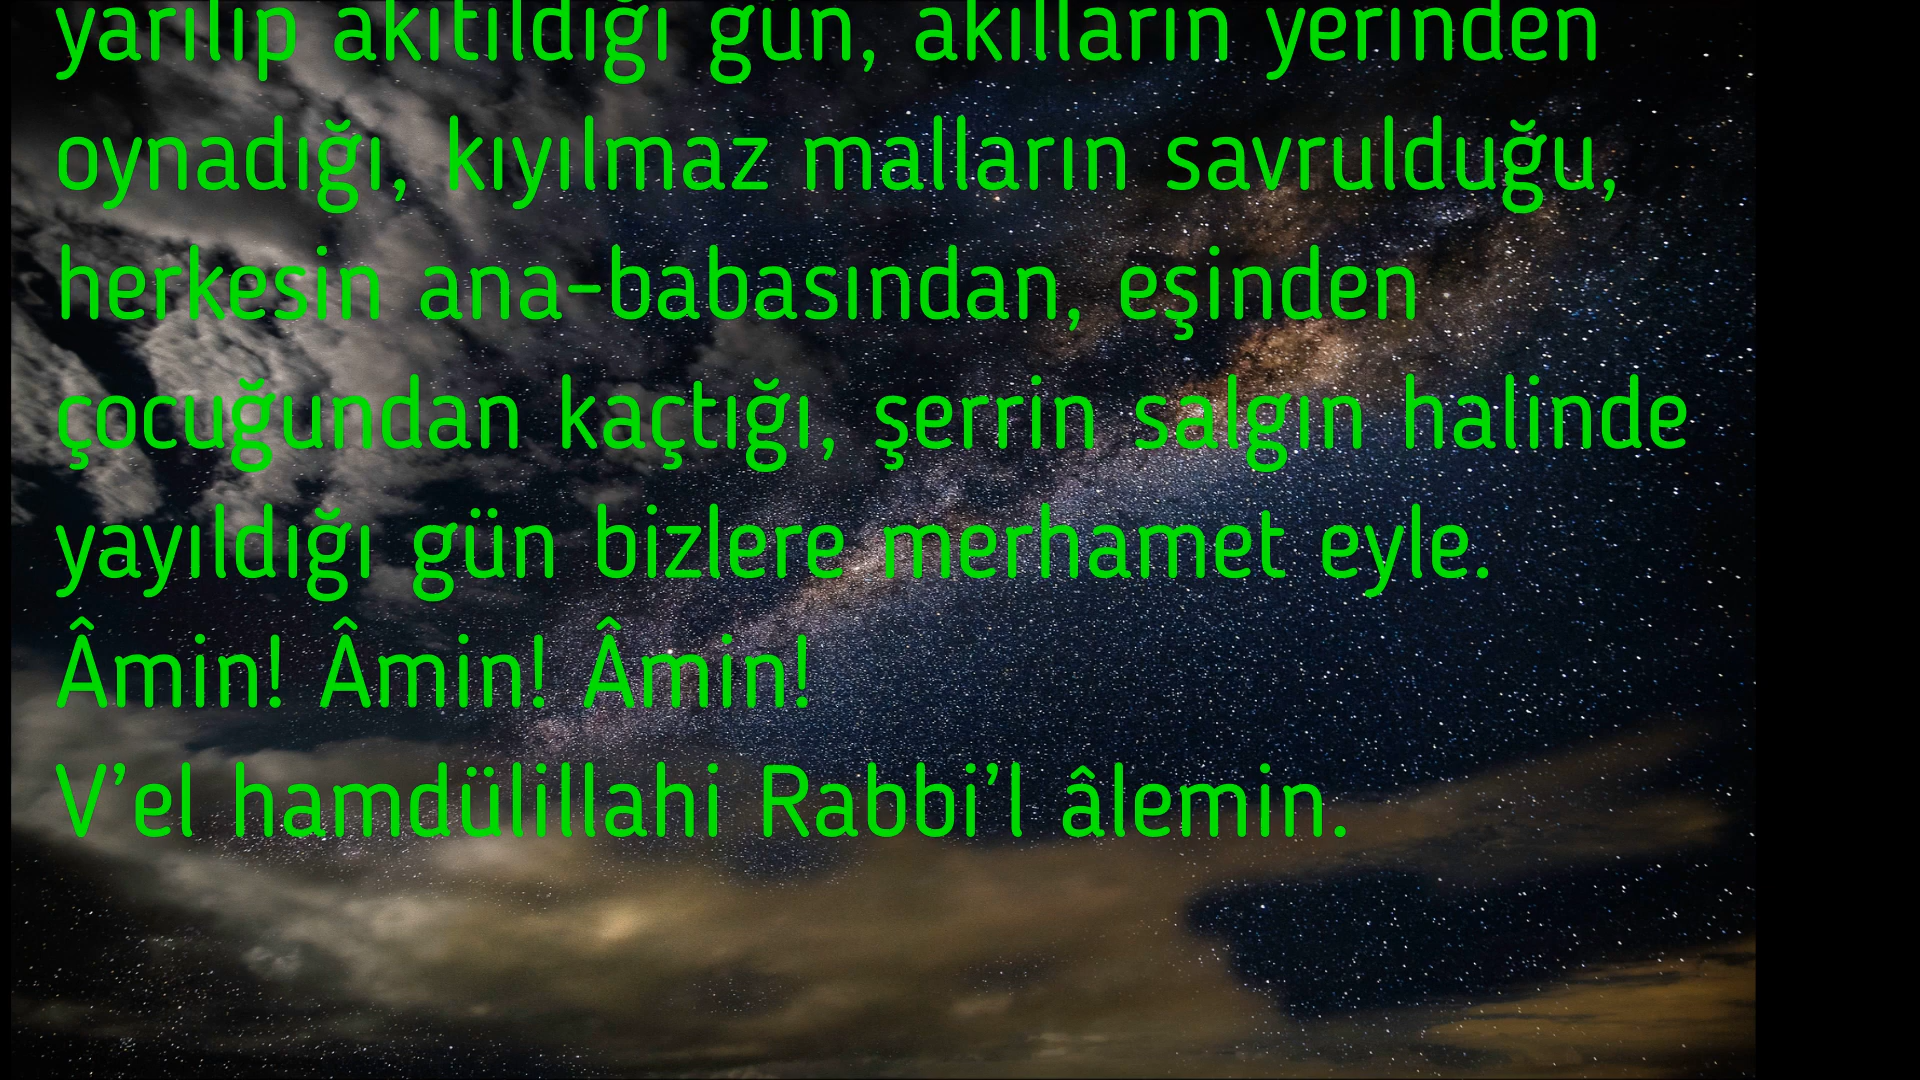 yarılıp akıtıldığı gün, akılların yerinden
oynadığı, kıyılmaz malların savrulduğu,
herkesin ana-babasından, eşinden
çocuğundan kaçtığı, şerrin salgın halinde
yayıldığı gün bizlere merhamet eyle.
Âmin! Âmin! Âmin!
V’el hamdülillahi Rabbi’l âlemin.